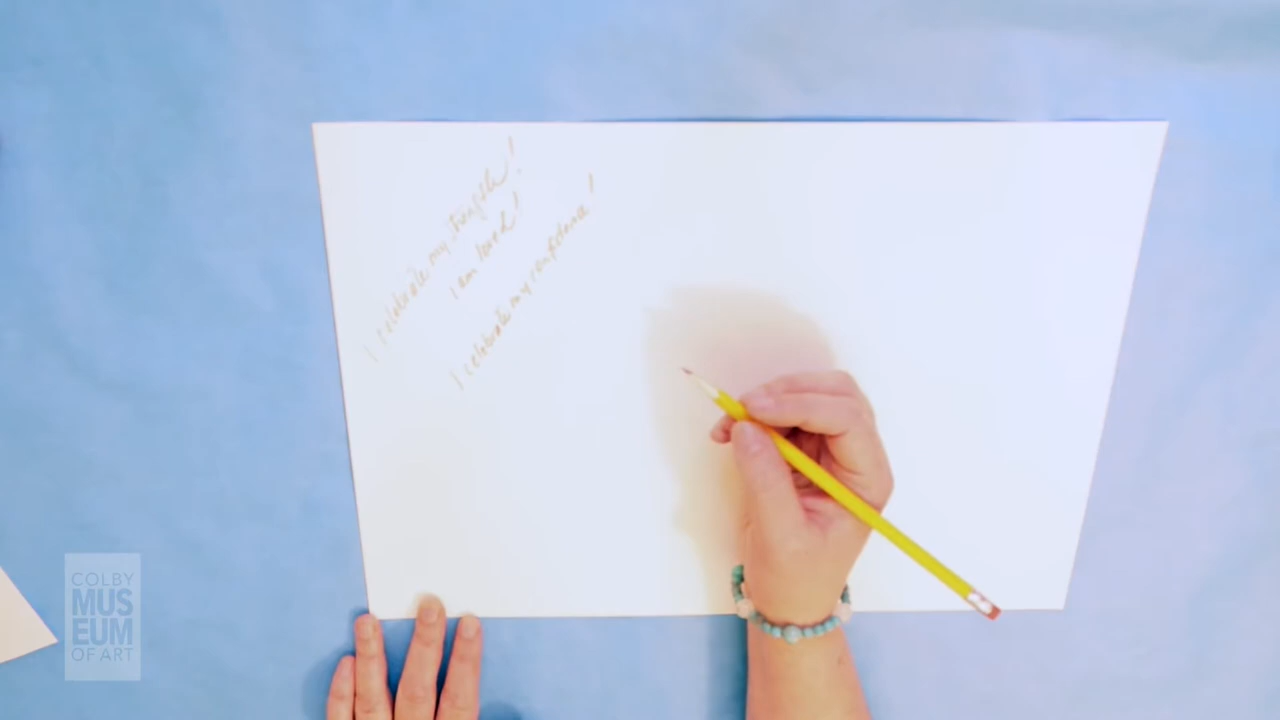 I celebrate my strength!
I am loved!
I celebrate my confidence!
COLBY
MUS
EUM
OF ART